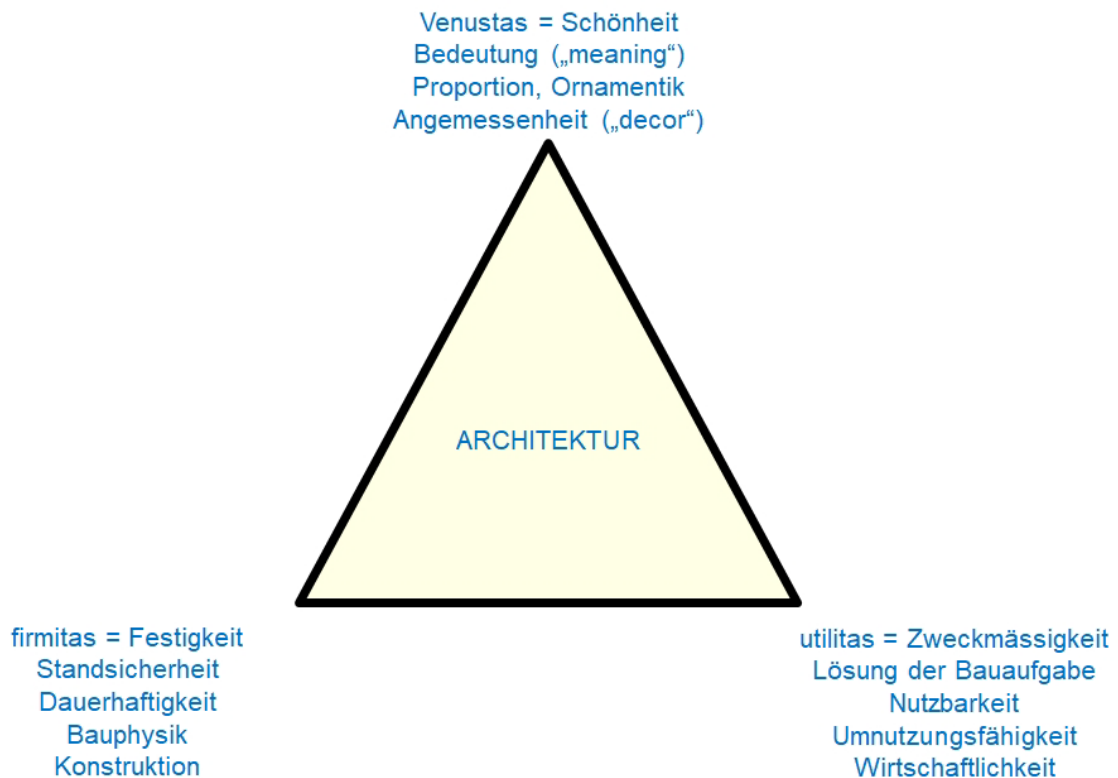 Venustas = Schönheit
Bedeutung („meaning“)
Proportion, Ornamentik
Angemessenheit („decor“)
ARCHITEKTUR
firmitas = Festigkeit
Standsicherheit
Dauerhaftigkeit
Bauphysik
Konstruktion
utilitas = Zweckmässigkeit
Lösung der Bauaufgabe
Nutzbarkeit
Umnutzungsfähigkeit
Wirtschaftlichkeit